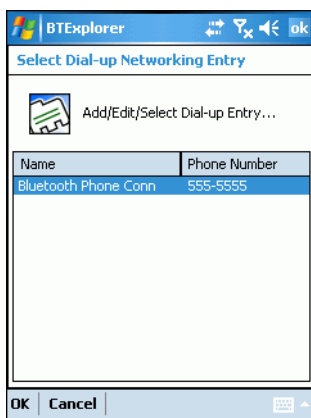 BTExplorer ok
Select Dial-up Networking Entry
Add/Edit/Select Dial-up Entry...
Name Phone Number
Bluetooth Phone Conn 555-5555
OK Cancel